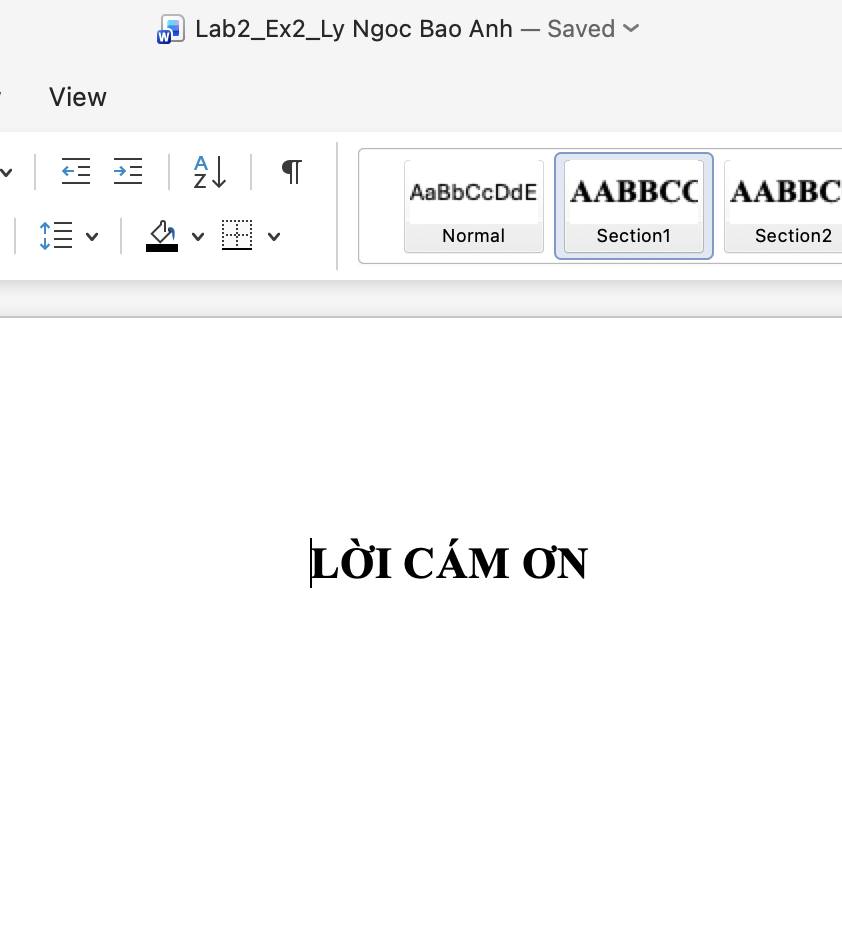 Lab2_Ex2_Ly Ngoc Bao Anh — Saved
View
AaBbCcDdE
AABBCC
AABBC
Normal
Section1
Section2
LỜI CÁM ƠN